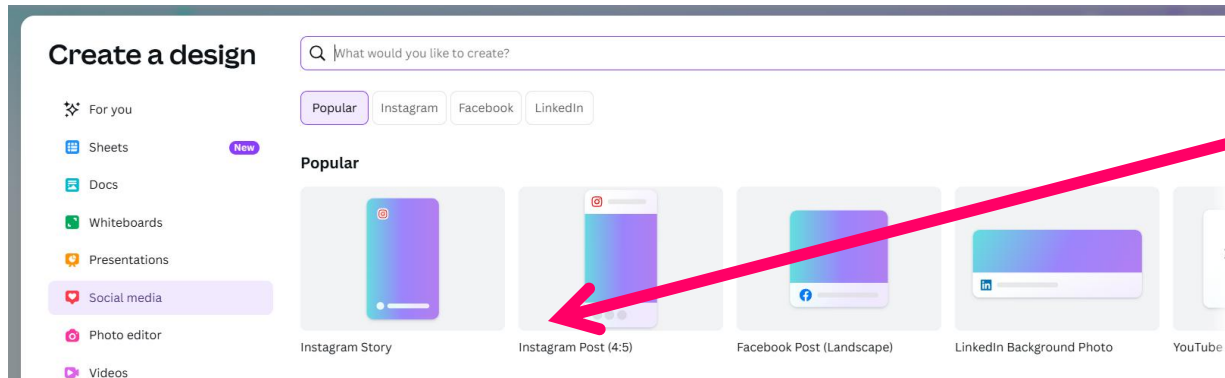 Create a design
What would you like to create?
For you
Sheets New
Docs
Whiteboards
Presentations
Social media
Photo editor
Videos
Popular Instagram Facebook LinkedIn
Popular
Instagram Story
Instagram Post (4:5)
Facebook Post (Landscape)
LinkedIn Background Photo
YouTube
in